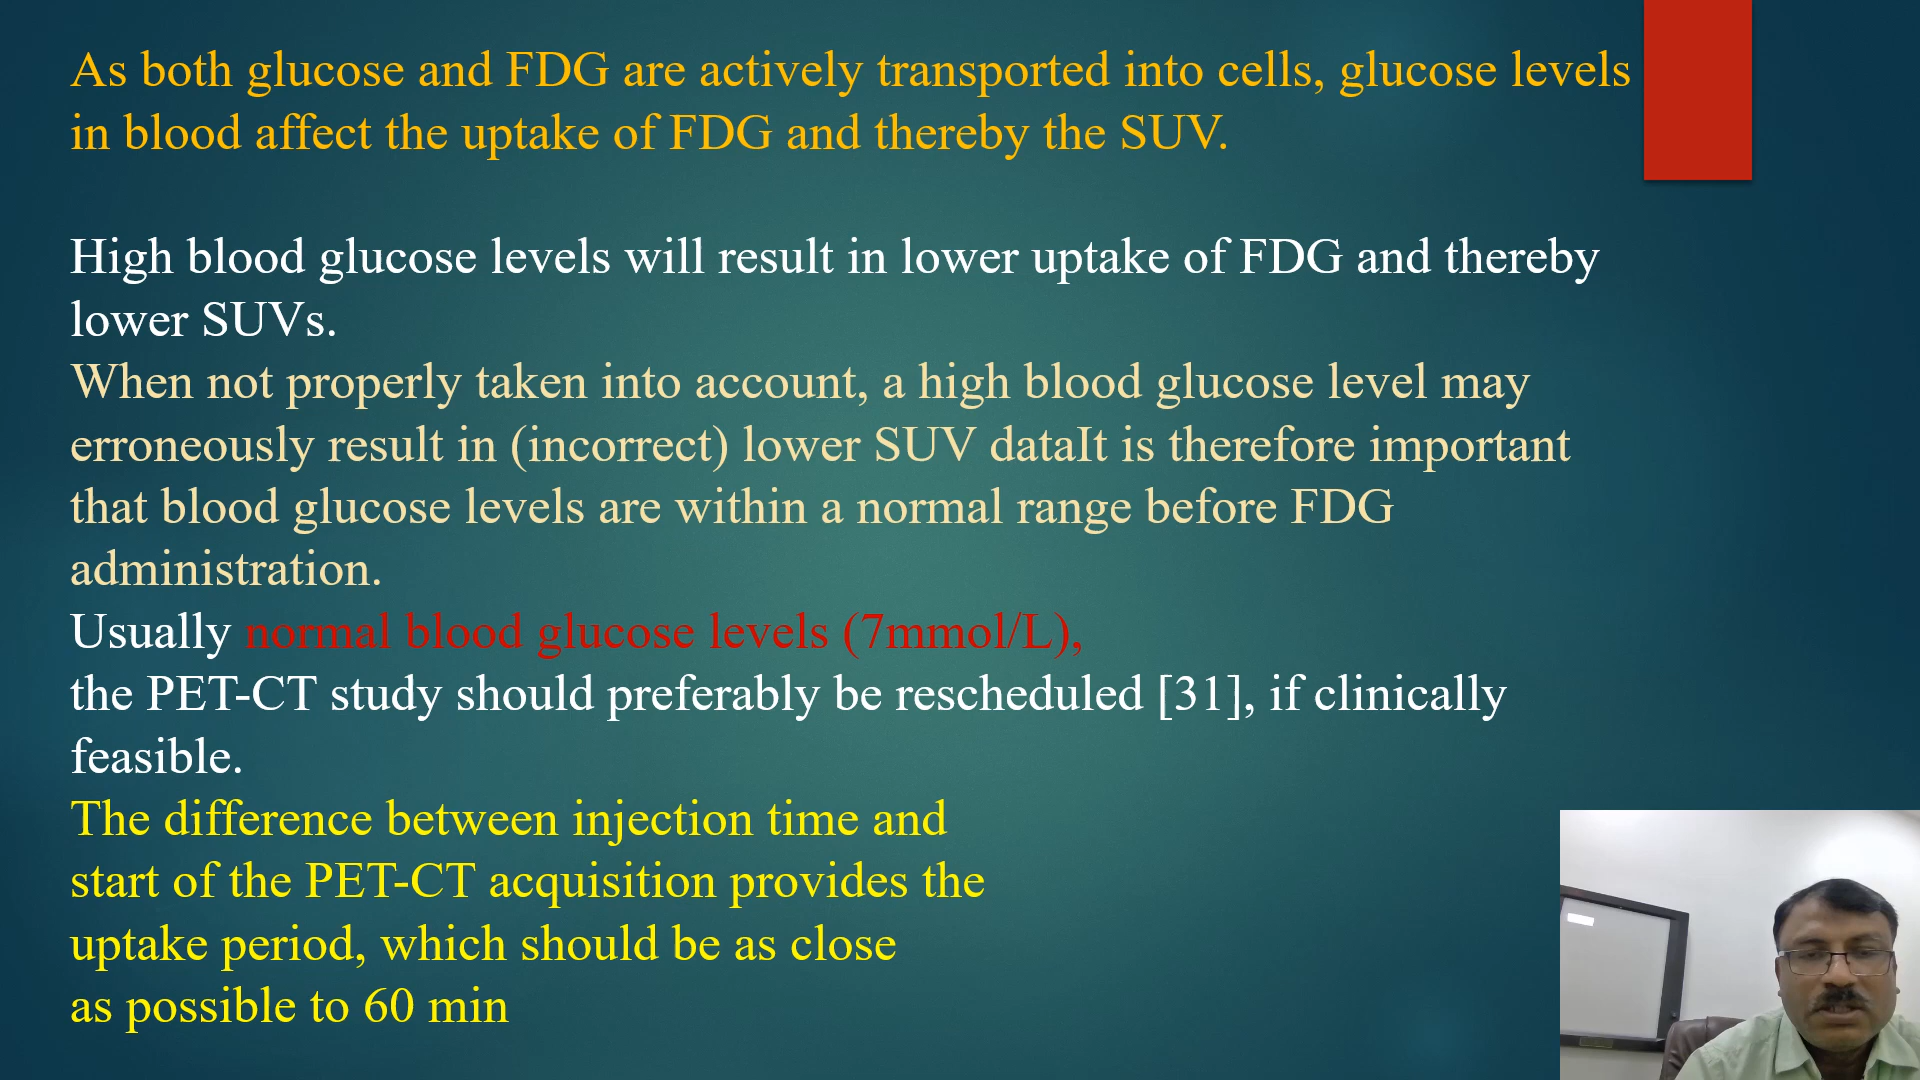 As both glucose and FDG are actively transported into cells, glucose levels
in blood affect the uptake of FDG and thereby the SUV.
High blood glucose levels will result in lower uptake of FDG and thereby
lower SUVs.
When not properly taken into account, a high blood glucose level may
erroneously result in (incorrect) lower SUV dataIt is therefore important
that blood glucose levels are within a normal range before FDG
administration.
Usually normal blood glucose levels (7mmol/L),
the PET-CT study should preferably be rescheduled [31], if clinically
feasible.
The difference between injection time and
start of the PET-CT acquisition provides the
uptake period, which should be as close
as possible to 60 min